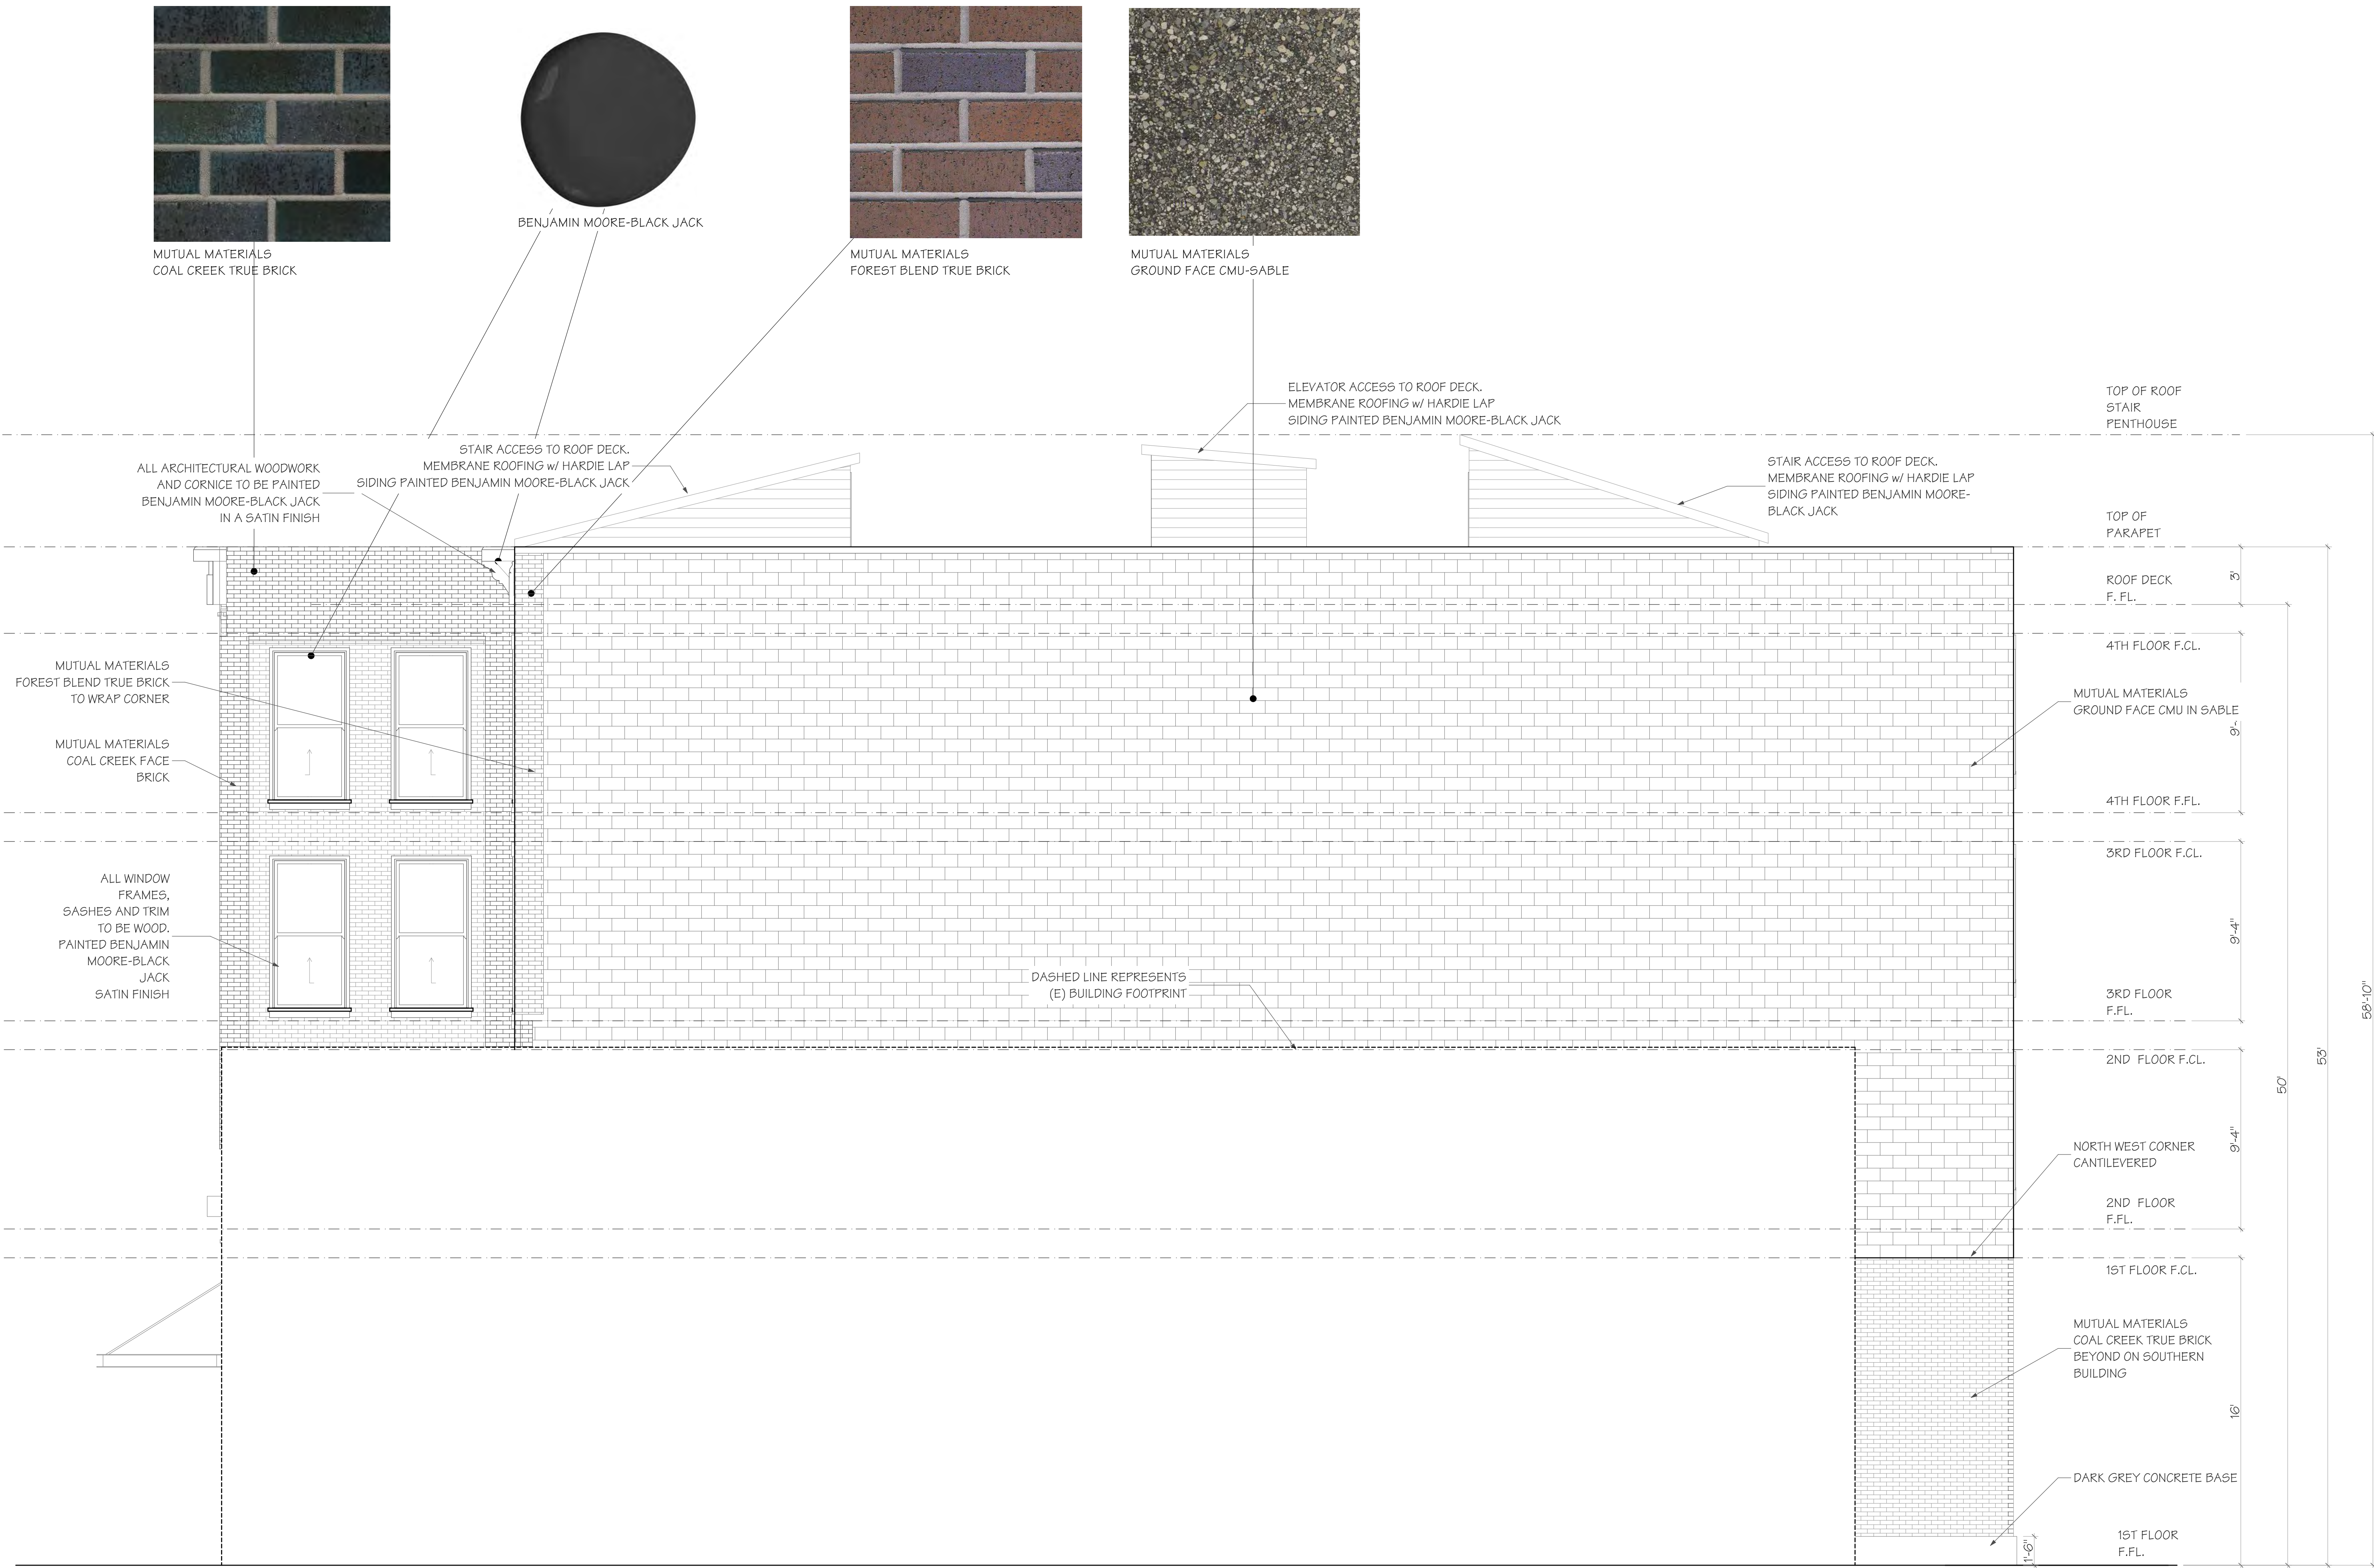 MUTUAL MATERIALS
COAL CREEK TRUE BRICK
BENJAMIN MOORE-BLACK JACK
MUTUAL MATERIALS
FOREST BLEND TRUE BRICK
MUTUAL MATERIALS
GROUND FACE CMU-SABLE
ELEVATOR ACCESS TO ROOF DECK.
MEMBRANE ROOFING w/ HARDIE LAP
SIDING PAINTED BENJAMIN MOORE-BLACK JACK
TOP OF ROOF
STAIR
PENTHOUSE
STAIR ACCESS TO ROOF DECK.
MEMBRANE ROOFING w/ HARDIE LAP
SIDING PAINTED BENJAMIN MOORE-BLACK JACK
ALL ARCHITECTURAL WOODWORK
AND CORNICE TO BE PAINTED
BENJAMIN MOORE-BLACK JACK
IN A SATIN FINISH
STAIR ACCESS TO ROOF DECK.
MEMBRANE ROOFING w/ HARDIE LAP
SIDING PAINTED BENJAMIN MOORE-
BLACK JACK
TOP OF
PARAPET
ROOF DECK
F. FL.
3'
4TH FLOOR F.CL.
MUTUAL MATERIALS
FOREST BLEND TRUE BRICK
TO WRAP CORNER
MUTUAL MATERIALS
GROUND FACE CMU IN SABLE
9'-
MUTUAL MATERIALS
COAL CREEK FACE
BRICK
4TH FLOOR F.FL.
3RD FLOOR F.CL.
ALL WINDOW
FRAMES,
SASHES AND TRIM
TO BE WOOD.
PAINTED BENJAMIN
MOORE-BLACK
JACK
SATIN FINISH
9'-4"
DASHED LINE REPRESENTS
(E) BUILDING FOOTPRINT
3RD FLOOR
F.FL.
58'-10"
53'
50'
2ND FLOOR F.CL.
9'-4"
NORTH WEST CORNER
CANTILEVERED
2ND FLOOR
F.FL.
1ST FLOOR F.CL.
MUTUAL MATERIALS
COAL CREEK TRUE BRICK
BEYOND ON SOUTHERN
BUILDING
16'
DARK GREY CONCRETE BASE
1ST FLOOR
F.FL.
1'-6"